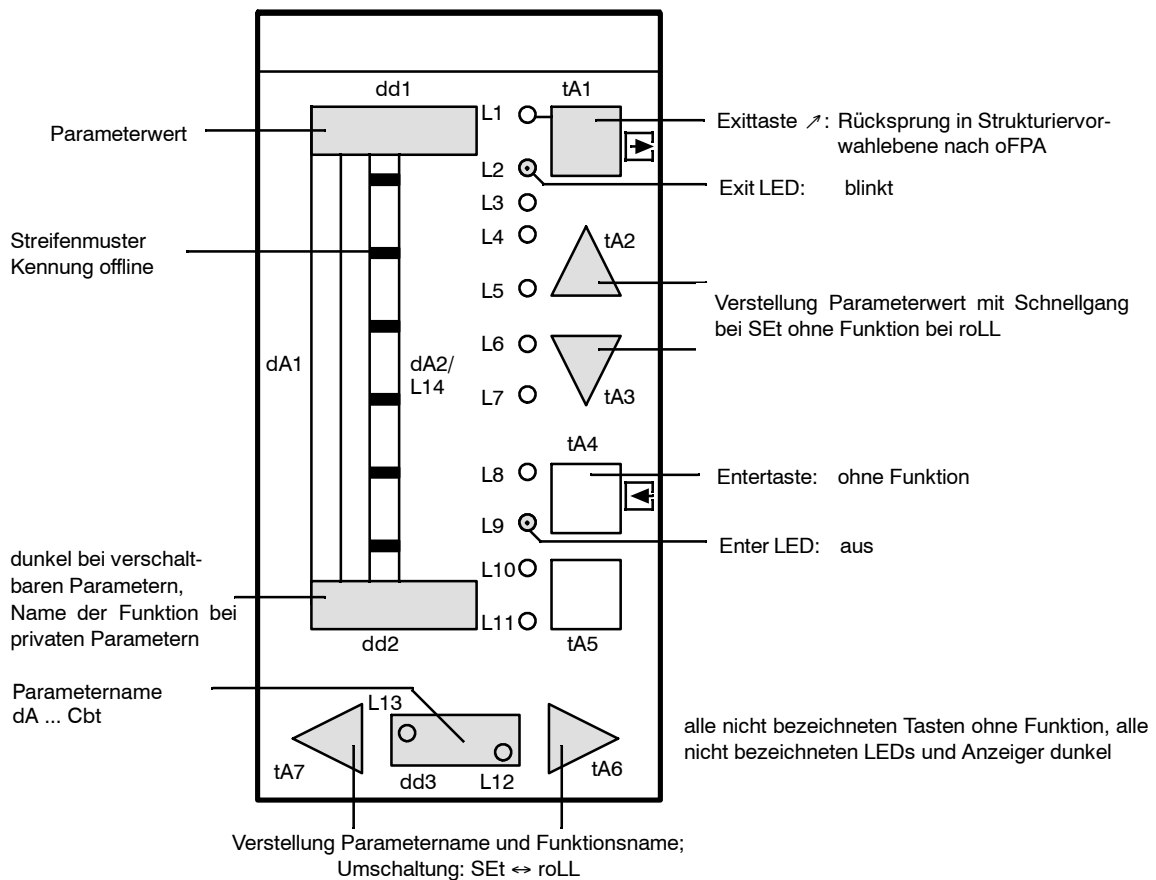 dd1
L1
tA1
Parameterwert
Exittaste ↗: Rücksprung in Strukturiervor-
wahlebene nach oFPA
L2
Exit LED: blinkt
L3
Streifenmuster
Kennung offline
L4
tA2
L5
Verstellung Parameterwert mit Schnellgang
bei SEt ohne Funktion bei roLL
L6
dA1
dA2/
L14
L7
tA3
tA4
L8
Entertaste: ohne Funktion
L9
Enter LED: aus
dunkel bei verschalt-
baren Parametern,
Name der Funktion bei
privaten Parametern
L10
L11
dd2
tA5
Parametername
dA ... Cbt
L13
alle nicht bezeichneten Tasten ohne Funktion, alle
nicht bezeichneten LEDs und Anzeiger dunkel
tA7
dd3
L12
tA6
Verstellung Parametername und Funktionsname;
Umschaltung: SEt ↔ roLL